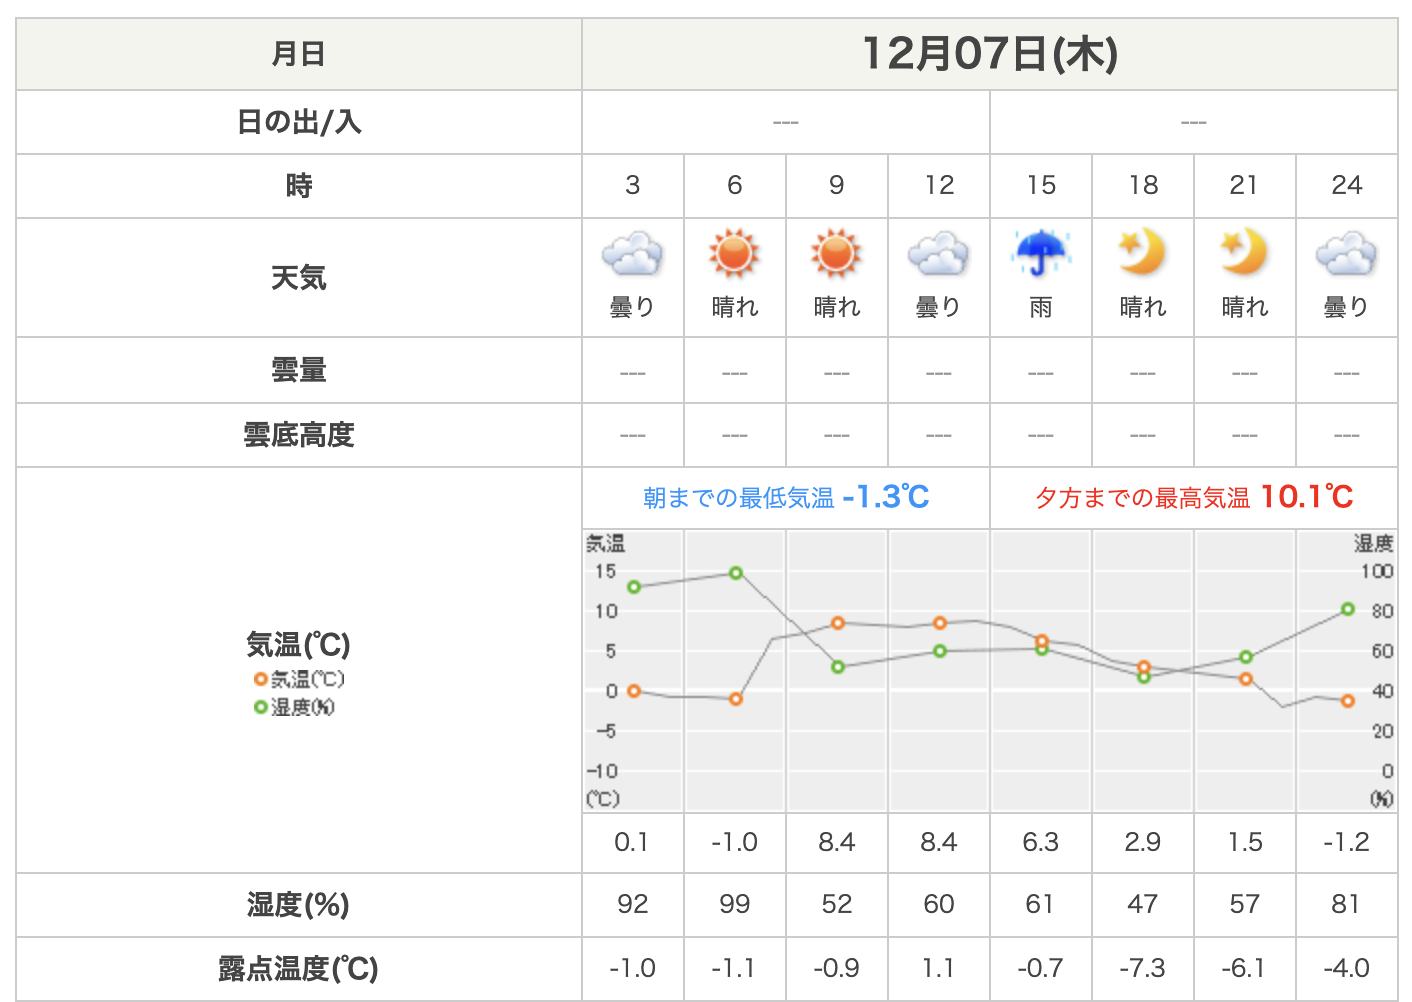 月日 12月07日(木)
日の出/入 --- ---
時 3 6 9 12 15 18 21 24
天気 曇り 晴れ 晴れ 曇り 雨 晴れ 晴れ 曇り
雲量 --- --- --- --- --- --- --- ---
雲底高度 --- --- --- --- --- --- --- ---
朝までの最低気温 -1.3℃ 夕方までの最高気温 10.1℃
気温(℃)
気温(℃)
湿度(%)
気温 湿度
15 100
10 80
5 60
0 40
-5 20
-10 0
(℃) (%)
0.1 -1.0 8.4 8.4 6.3 2.9 1.5 -1.2
湿度(%) 92 99 52 60 61 47 57 81
露点温度(℃) -1.0 -1.1 -0.9 1.1 -0.7 -7.3 -6.1 -4.0